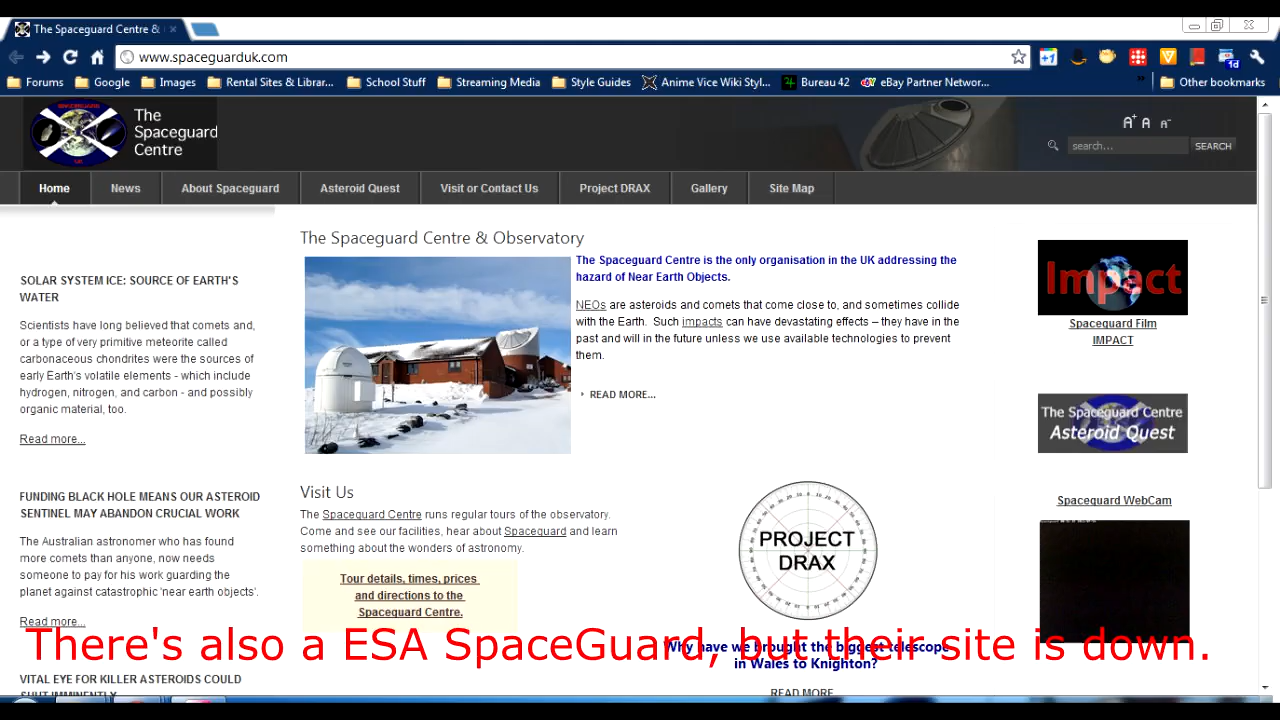 The Spaceguard Centre &
www.spaceguarduk.com
Forums
Google
Images
Rental Sites & Librar...
School Stuff
Streaming Media
Style Guides
Anime Vice Wiki Styl...
Bureau 42
eBay Partner Networ...
»
Other bookmarks
+1
1d
The
Spaceguard
Centre
A+ A A-
search...
SEARCH
Home
News
About Spaceguard
Asteroid Quest
Visit or Contact Us
Project DRAX
Gallery
Site Map
SOLAR SYSTEM ICE: SOURCE OF EARTH'S
WATER
Scientists have long believed that comets and,
or a type of very primitive meteorite called
carbonaceous chondrites were the sources of
early Earth's volatile elements - which include
hydrogen, nitrogen, and carbon - and possibly
organic material, too.
Read more...
FUNDING BLACK HOLE MEANS OUR ASTEROID
SENTINEL MAY ABANDON CRUCIAL WORK
The Australian astronomer who has found
more comets than anyone, now needs
someone to pay for his work guarding the
planet against catastrophic 'near earth objects'.
Read more...
VITAL EYE FOR KILLER ASTEROIDS COULD
SHUT IMMINENTLY
The Spaceguard Centre & Observatory
The Spaceguard Centre is the only organisation in the UK addressing the
hazard of Near Earth Objects.
NEOs are asteroids and comets that come close to, and sometimes collide
with the Earth. Such impacts can have devastating effects – they have in the
past and will in the future unless we use available technologies to prevent
them.
READ MORE...
Visit Us
The Spaceguard Centre runs regular tours of the observatory.
Come and see our facilities, hear about Spaceguard and learn
something about the wonders of astronomy.
Tour details, times, prices
and directions to the
Spaceguard Centre.
PROJECT
DRAX
Why have we brought the biggest telescope
in Wales to Knighton?
READ MORE
Impact
Spaceguard Film
IMPACT
The Spaceguard Centre
Asteroid Quest
Spaceguard WebCam
There's also a ESA SpaceGuard, but their site is down.